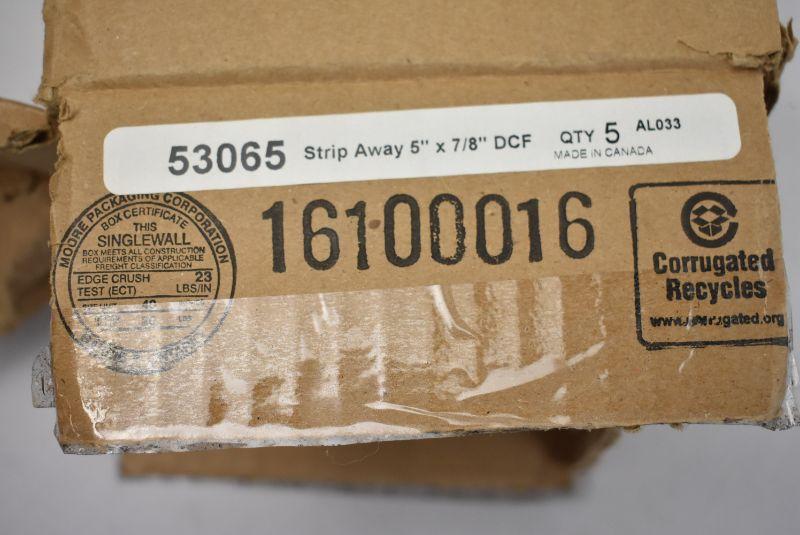 53065 Strip Away 5" x 7/8" DCF QTY 5 AL033
MADE IN CANADA
16100016
MOORE PACKAGING CORPORATION
BOX CERTIFICATE
THIS
SINGLEWALL
BOX MEETS ALL CONSTRUCTION
REQUIREMENTS OF APPLICABLE
FREIGHT CLASSIFICATION
EDGE CRUSH 23
TEST (ECT) LBS/IN
Corrugated
Recycles